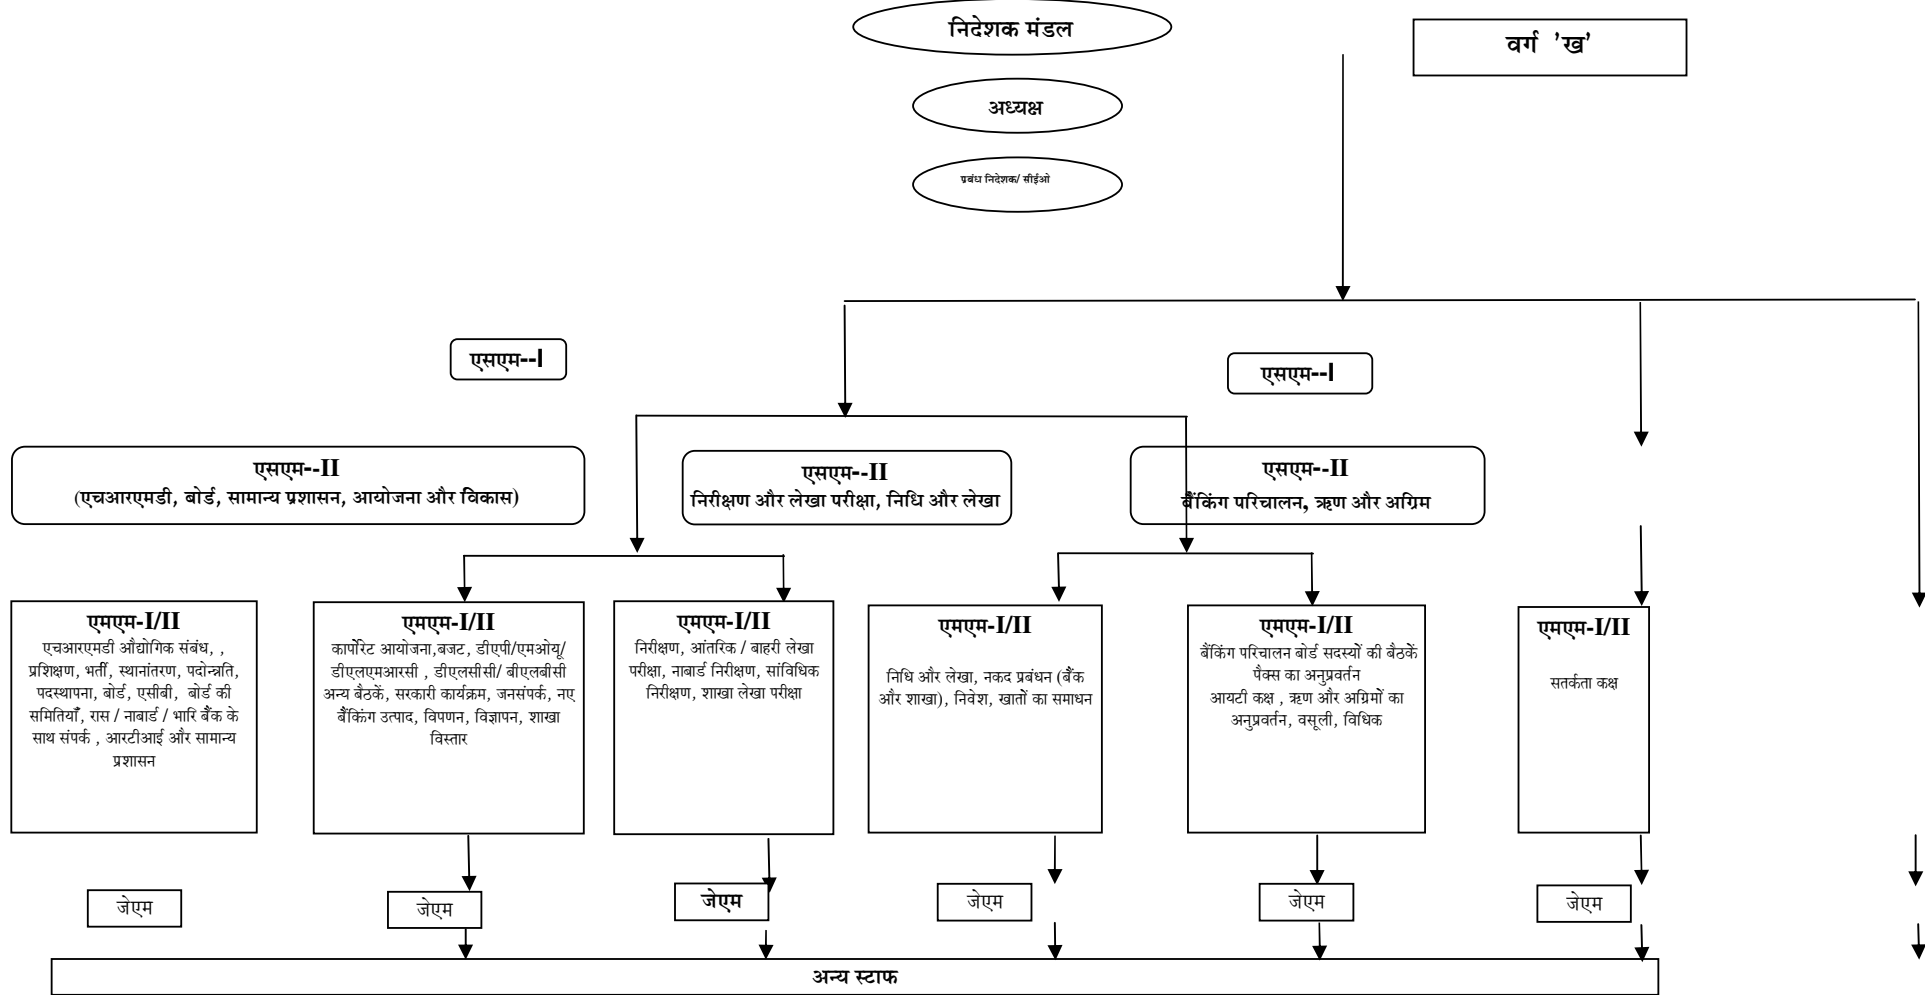 निदेशक मंडल
वर्ग 'ख'
अध्यक्ष
प्रबंध निदेशक/ सीईओ
एसएम--I
एसएम--I
एसएम--II
(एचआरएमडी, बोर्ड, सामान्य प्रशासन, आयोजना और विकास)
एसएम--II
निरीक्षण और लेखा परीक्षा, निधि और लेखा
एसएम--II
बैंकिंग परिचालन, ऋण और अग्रिम
एमएम-I/II
एचआरएमडी औद्योगिक संबंध, ,
प्रशिक्षण, भर्ती, स्थानांतरण, पदोन्नति,
पदस्थापना, बोर्ड, एसीबी, बोर्ड की
समितियाँ, रास / नाबार्ड / भारि बैंक के
साथ संपर्क , आरटीआई और सामान्य
प्रशासन
एमएम-I/II
कार्पोरेट आयोजना,बजट, डीएपी/एमओयू/
डीएलएमआरसी , डीएलसीसी/ बीएलबीसी
अन्य बैठकें, सरकारी कार्यक्रम, जनसंपर्क, नए
बैंकिंग उत्पाद, विपणन, विज्ञापन, शाखा
विस्तार
एमएम-I/II
निरीक्षण, आंतरिक / बाहरी लेखा
परीक्षा, नाबार्ड निरीक्षण, सांविधिक
निरीक्षण, शाखा लेखा परीक्षा
एमएम-I/II
निधि और लेखा, नकद प्रबंधन (बैंक
और शाखा), निवेश, खातों का समाधन
एमएम-I/II
बैंकिंग परिचालन बोर्ड सदस्यों की बैठकें
पैक्स का अनुप्रवर्तन
आयटी कक्ष , ऋण और अग्रिमों का
अनुप्रवर्तन, वसूली, विधिक
एमएम-I/II
सतर्कता कक्ष
जेएम
जेएम
जेएम
जेएम
जेएम
जेएम
अन्य स्टाफ